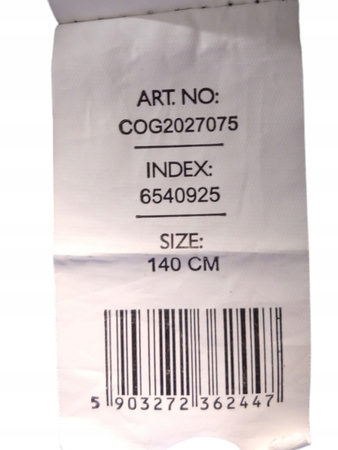 ART. NO:
COG2027075
INDEX:
6540925
SIZE:
140 CM
5 903272 362447